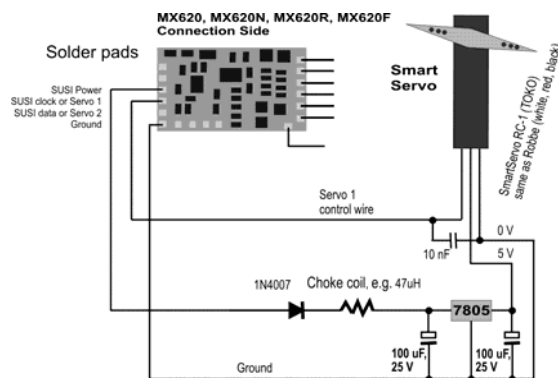 MX620, MX620N, MX620R, MX620F
Connection Side
Solder pads
SUSI Power
SUSI clock or Servo 1
SUSI data or Servo 2
Ground
Smart
Servo
SmartServo RC-1 (TOKO)
same as Robbe (white, red, black)
Servo 1
control wire
0 V
5 V
10 nF
1N4007
Choke coil, e.g. 47uH
7805
100 uF,
25 V
100 uF,
25 V
Ground